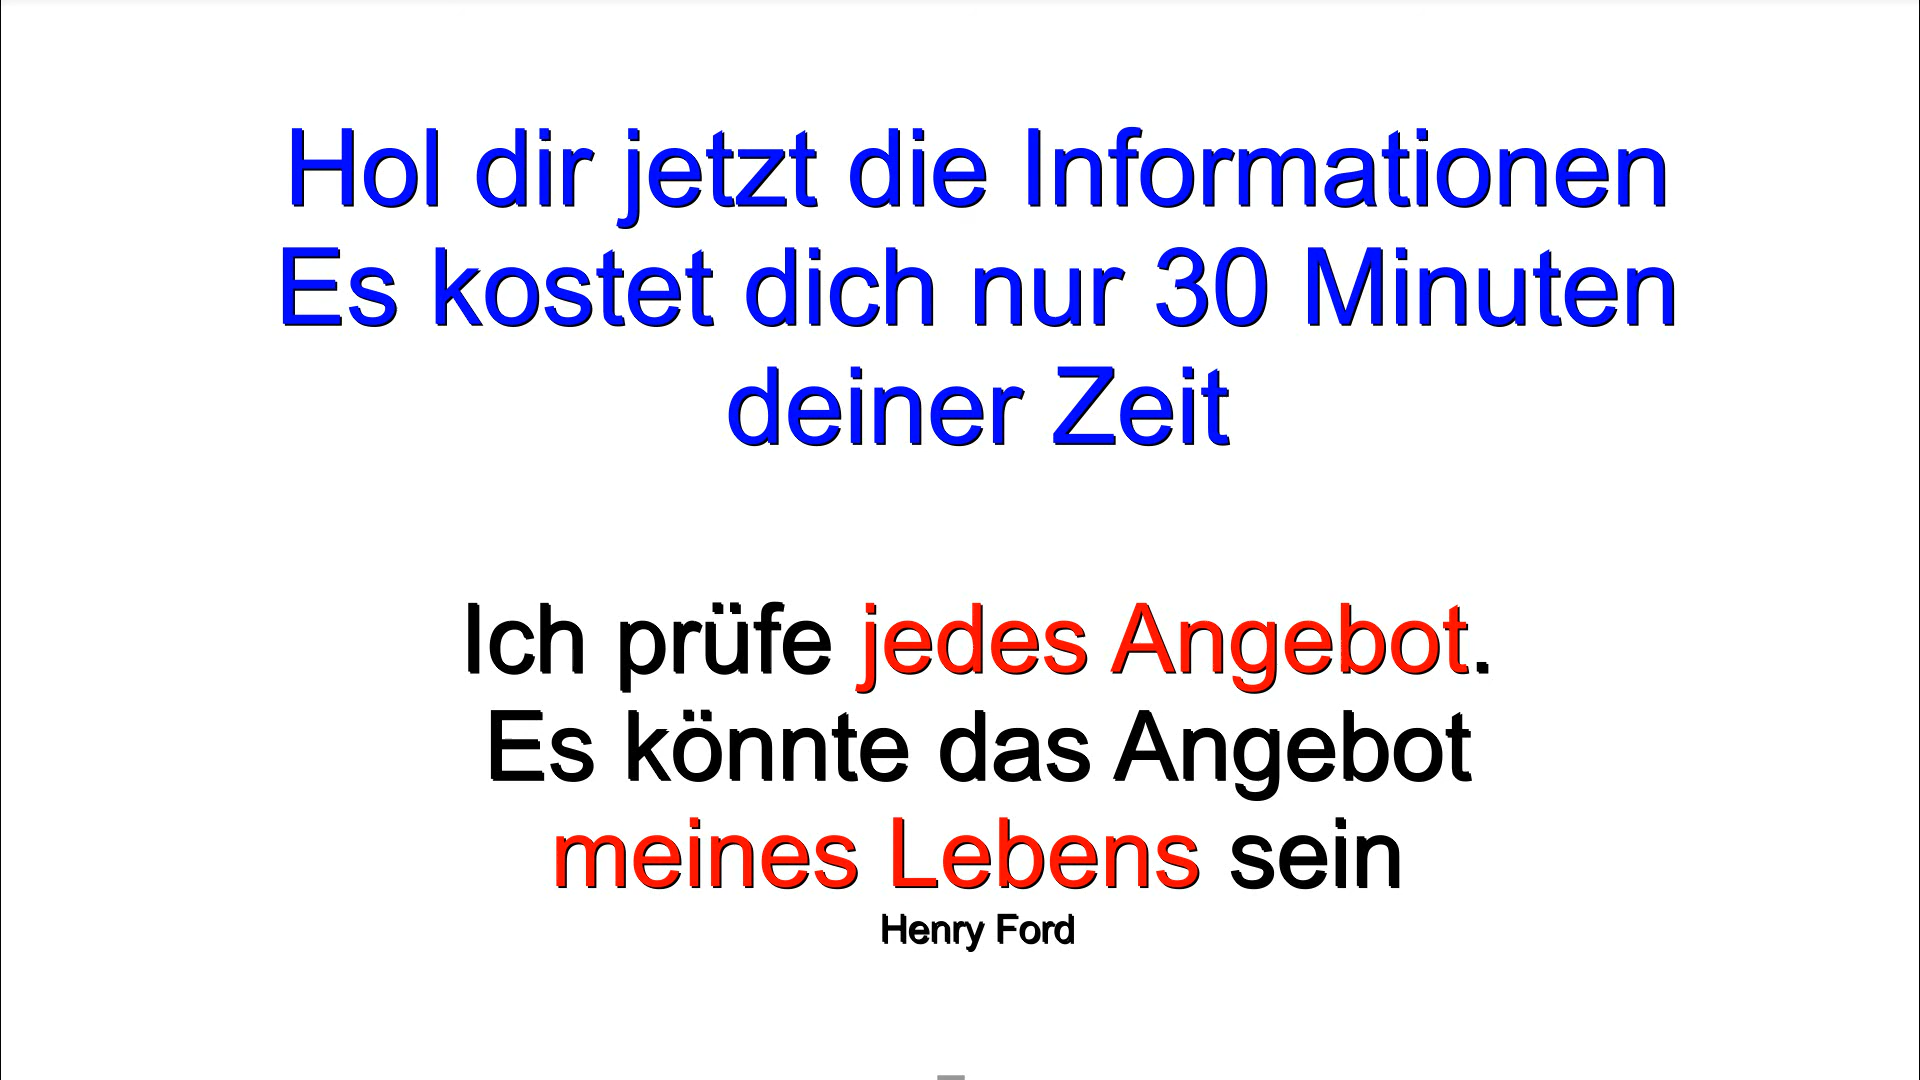 Hol dir jetzt die Informationen
Es kostet dich nur 30 Minuten
deiner Zeit
Ich prüfe jedes Angebot.
Es könnte das Angebot
meines Lebens sein
Henry Ford